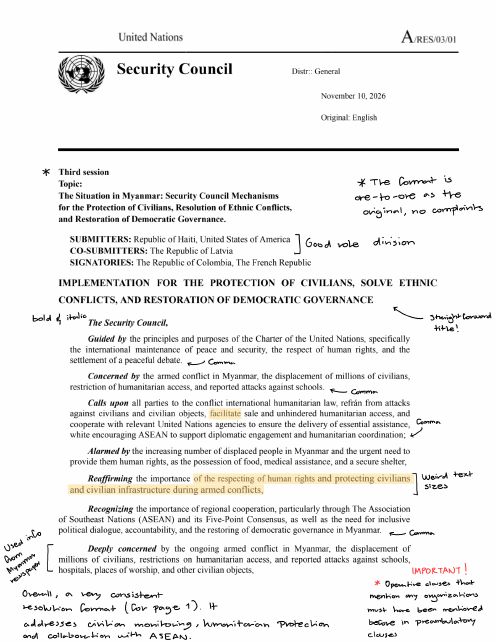 United Nations
A/RES/03/01
Security Council
Distr.: General
November 10, 2026
Original: English
* Third session
Topic:
The Situation in Myanmar: Security Council Mechanisms
for the Protection of Civilians, Resolution of Ethnic Conflicts,
and Restoration of Democratic Governance.
* The format is
one-to-one as the
original, no complaints
SUBMITTERS: Republic of Haiti, United States of America
CO-SUBMITTERS: The Republic of Latvia
SIGNATORIES: The Republic of Colombia, The French Republic
Good role division
IMPLEMENTATION FOR THE PROTECTION OF CIVILIANS, SOLVE ETHNIC
CONFLICTS, AND RESTORATION OF DEMOCRATIC GOVERNANCE
Straight forward
title!
bold & italic
The Security Council,
Guided by the principles and purposes of the Charter of the United Nations, specifically
the international maintenance of peace and security, the respect of human rights, and the
settlement of a peaceful debate.
Comma
Concerned by the armed conflict in Myanmar, the displacement of millions of civilians,
restriction of humanitarian access, and reported attacks against schools.
Comma
Calls upon all parties to the conflict international humanitarian law, refrán from attacks
against civilians and civilian objects, facilitate sale and unhindered humanitarian access, and
cooperate with relevant United Nations agencies to ensure the delivery of essential assistance,
while encouraging ASEAN to support diplomatic engagement and humanitarian coordination;
Comma
Alarmed by the increasing number of displaced people in Myanmar and the urgent need to
provide them human rights, as the possession of food, medical assistance, and a secure shelter,
Reaffirming the importance of the respecting of human rights and protecting civilians
and civilian infrastructure during armed conflicts,
Weird text
sizes
Recognizing the importance of regional cooperation, particularly through The Association
of Southeast Nations (ASEAN) and its Five-Point Consensus, as well as the need for inclusive
political dialogue, accountability, and the restoring of democratic governance in Myanmar.
Comma
Used info
from
Myanmar
newspaper
Deeply concerned by the ongoing armed conflict in Myanmar, the displacement of
millions of civilians, restrictions on humanitarian access, and reported attacks against schools,
hospitals, places of worship, and other civilian objects,
IMPORTANT!
* Operative clauses that
mention any organizations
must have been mentioned
before in preambulatory
clauses
Overall, a very consistent
resolution format (for page 1). It
addresses civilian monitoring, humanitarian protection
and collaboration with ASEAN.